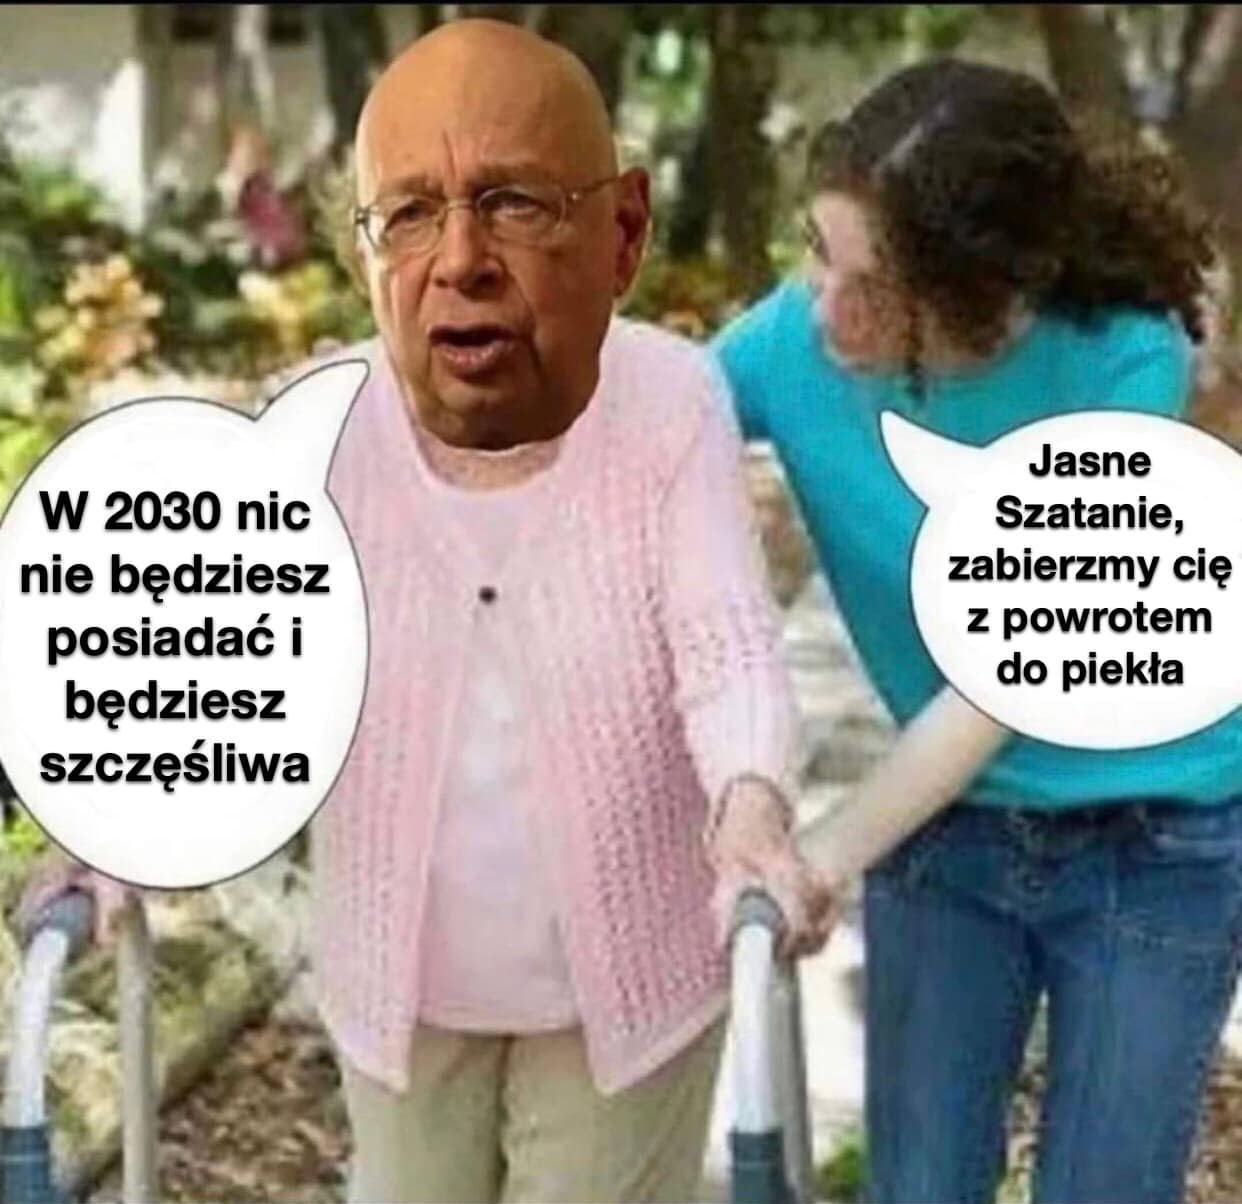 W 2030 nic
nie będziesz
posiadać i
będziesz
szczęśliwa
Jasne
Szatanie,
zabierzmy cię
z powrotem
do piekła